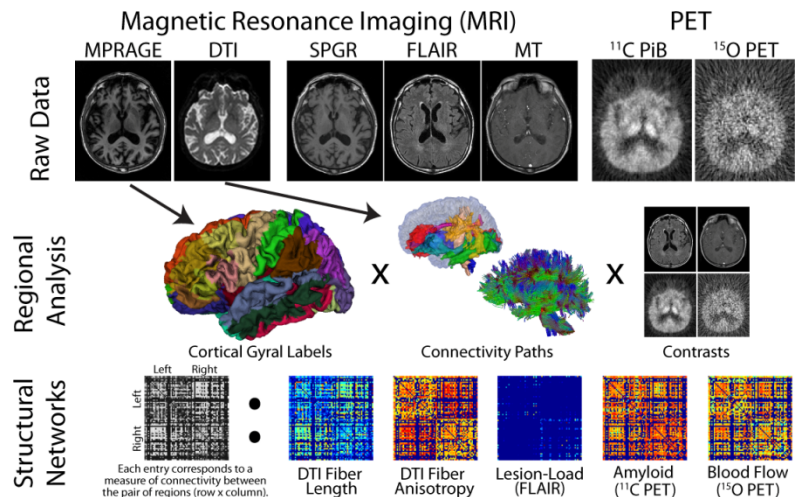 Magnetic Resonance Imaging (MRI)
PET
MPRAGE
DTI
SPGR
FLAIR
MT
¹¹C PiB
¹⁵O PET
Raw Data
Regional
Analysis
X
X
Cortical Gyral Labels
Connectivity Paths
Contrasts
Structural
Networks
Left
Right
Left
Right
Each entry corresponds to a
measure of connectivity between
the pair of regions (row x column).
DTI Fiber
Length
DTI Fiber
Anisotropy
Lesion-Load
(FLAIR)
Amyloid
(¹¹C PET)
Blood Flow
(¹⁵O PET)